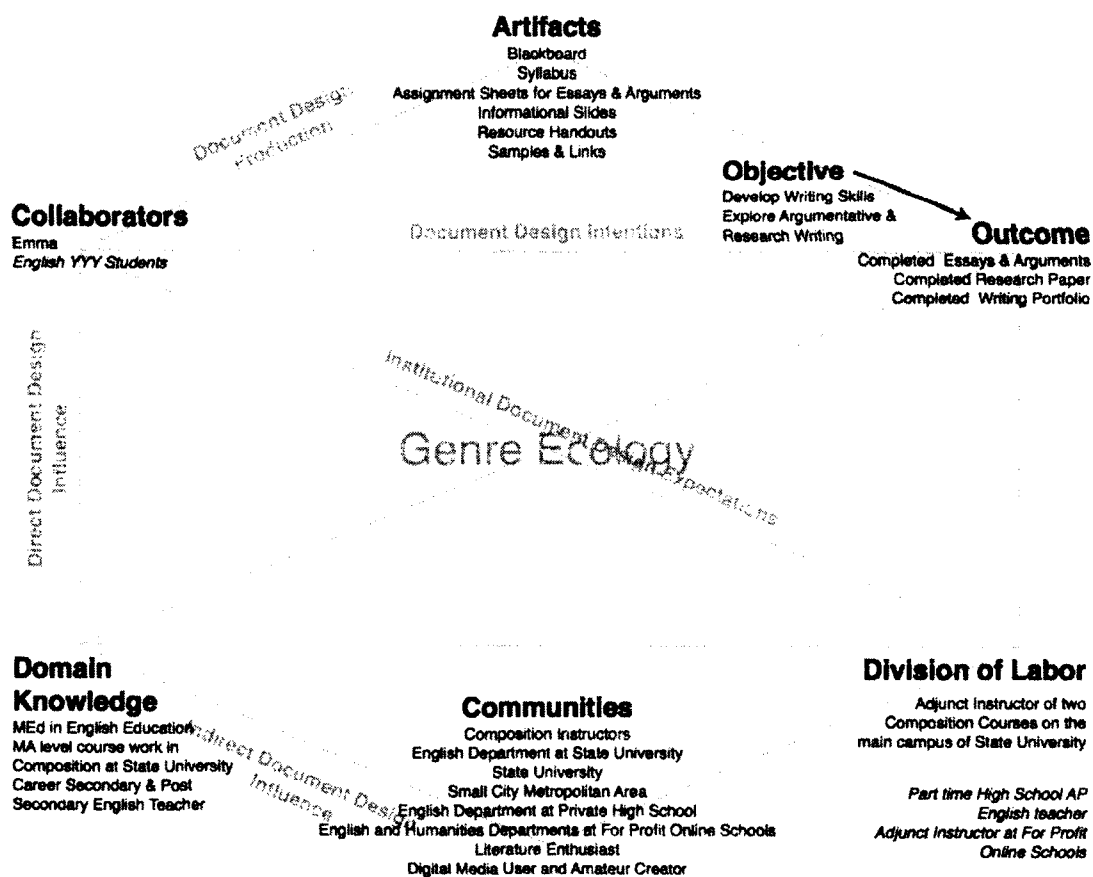 Artifacts
Blackboard
Syllabus
Assignment Sheets for Essays & Arguments
Informational Slides
Resource Handouts
Samples & Links
Document Design
Production
Objective
Develop Writing Skills
Explore Argumentative &
Research Writing
Collaborators
Emma
English YYY Students
Document Design Intentions
Outcome
Completed Essays & Arguments
Completed Research Paper
Completed Writing Portfolio
Direct Document Design
Influence
Institutional Document Design Expectations
Genre Ecology
Domain
Knowledge
MEd in English Education
MA level course work in
Composition at State University
Career Secondary & Post
Secondary English Teacher
Indirect Document Design
Influence
Communities
Composition Instructors
English Department at State University
State University
Small City Metropolitan Area
English Department at Private High School
English and Humanities Departments at For Profit Online Schools
Literature Enthusiast
Digital Media User and Amateur Creator
Division of Labor
Adjunct Instructor of two
Composition Courses on the
main campus of State University
Part time High School AP
English teacher
Adjunct Instructor at For Profit
Online Schools